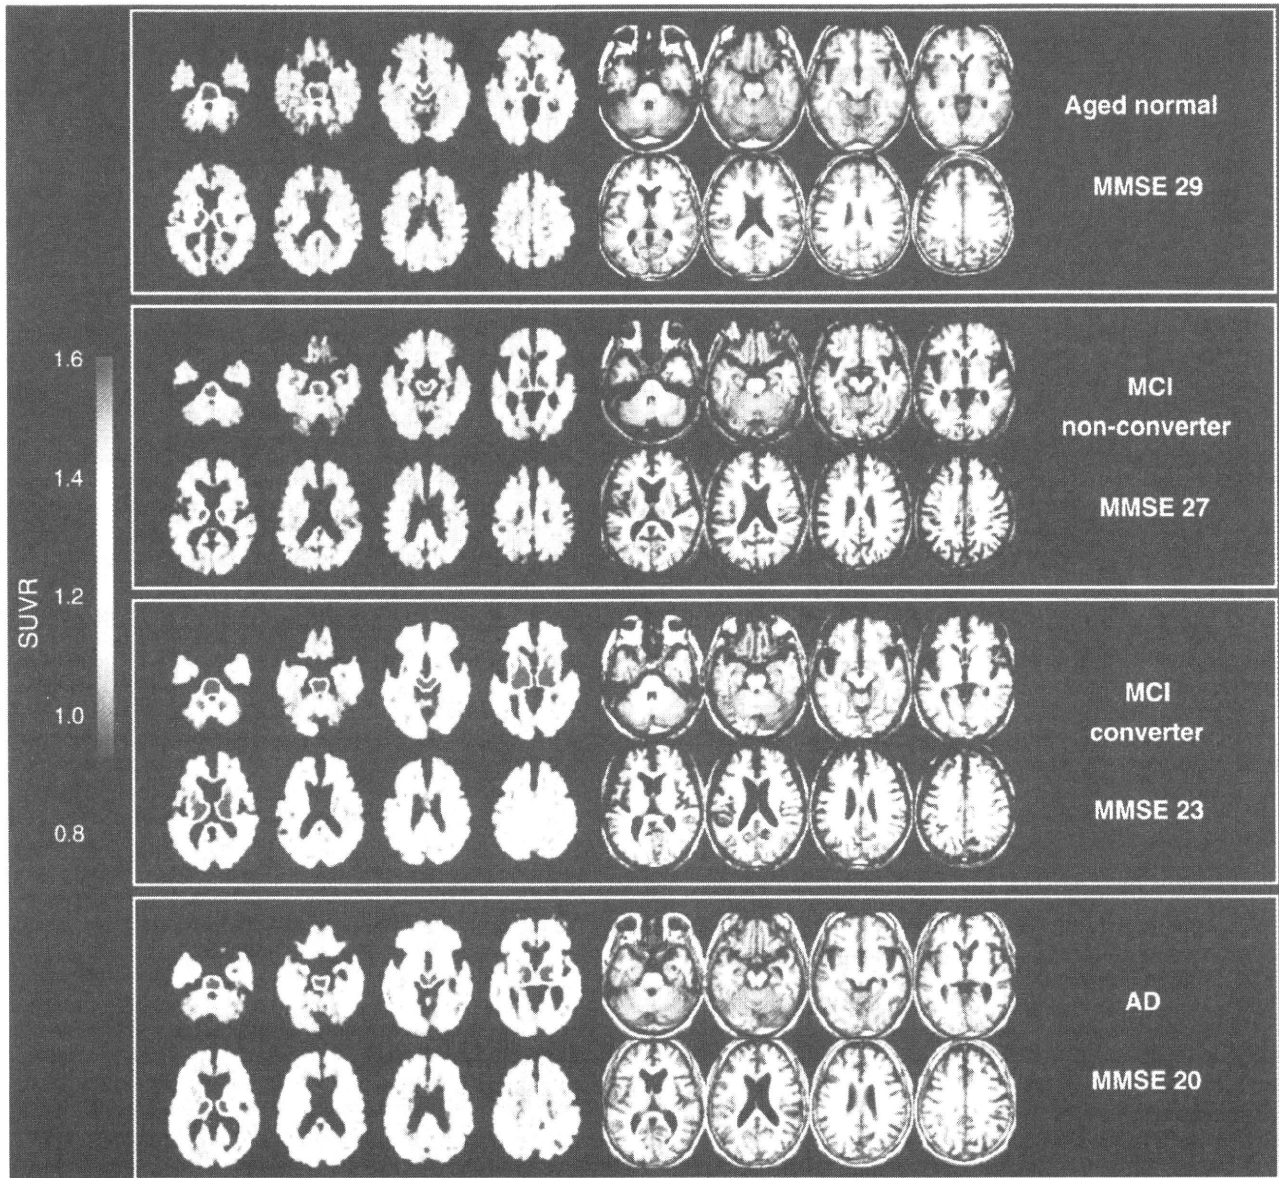 Aged normal
MMSE 29
MCI
non-converter
MMSE 27
MCI
converter
MMSE 23
AD
MMSE 20
SUVR
1.6
1.4
1.2
1.0
0.8